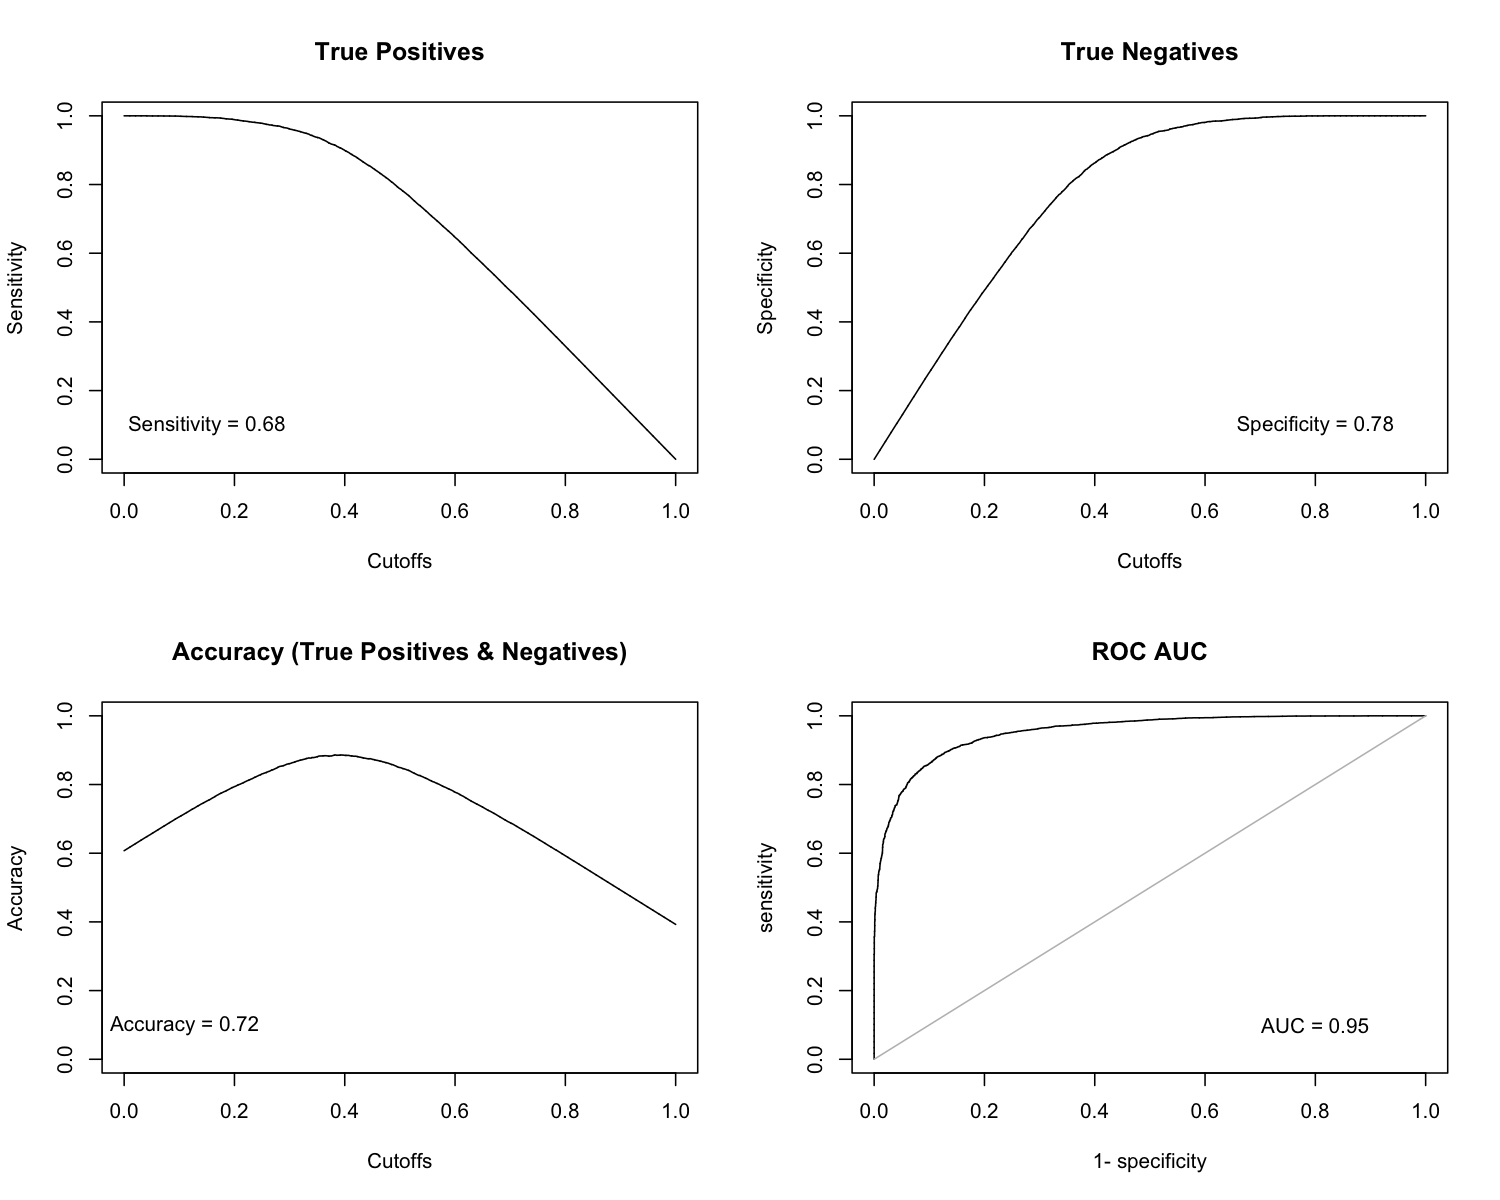 True Positives
1.0
0.8
0.6
0.4
0.2
0.0
Sensitivity
Sensitivity = 0.68
0.0 0.2 0.4 0.6 0.8 1.0
Cutoffs
True Negatives
1.0
0.8
0.6
0.4
0.2
0.0
Specificity
Specificity = 0.78
0.0 0.2 0.4 0.6 0.8 1.0
Cutoffs
Accuracy (True Positives & Negatives)
1.0
0.8
0.6
0.4
0.2
0.0
Accuracy
Accuracy = 0.72
0.0 0.2 0.4 0.6 0.8 1.0
Cutoffs
ROC AUC
1.0
0.8
0.6
0.4
0.2
0.0
sensitivity
AUC = 0.95
0.0 0.2 0.4 0.6 0.8 1.0
1- specificity